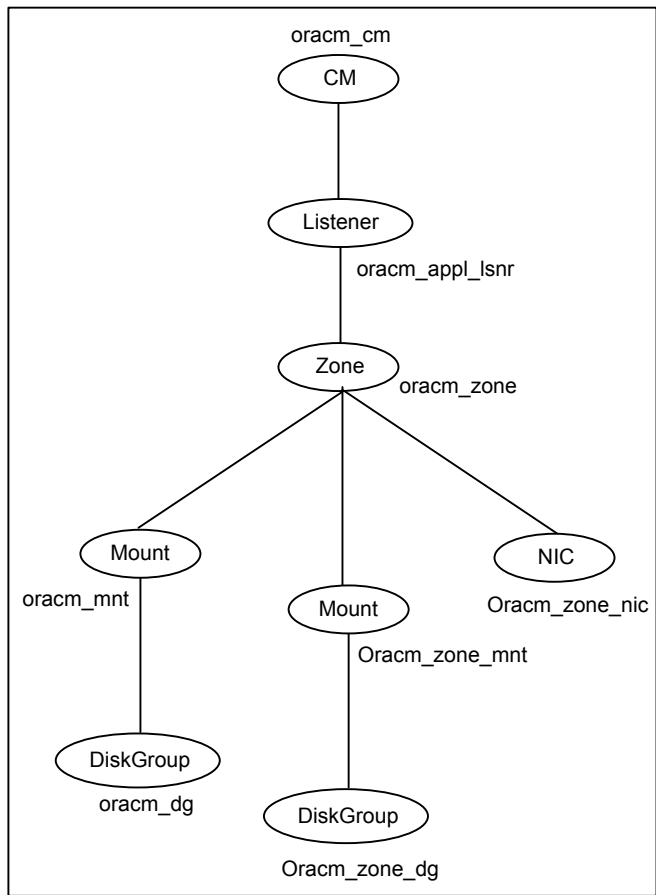 oracm_cm
CM
Listener
oracm_appl_lsnr
Zone
oracm_zone
Mount
NIC
oracm_mnt
Mount
Oracm_zone_nic
Oracm_zone_mnt
DiskGroup
oracm_dg
DiskGroup
Oracm_zone_dg